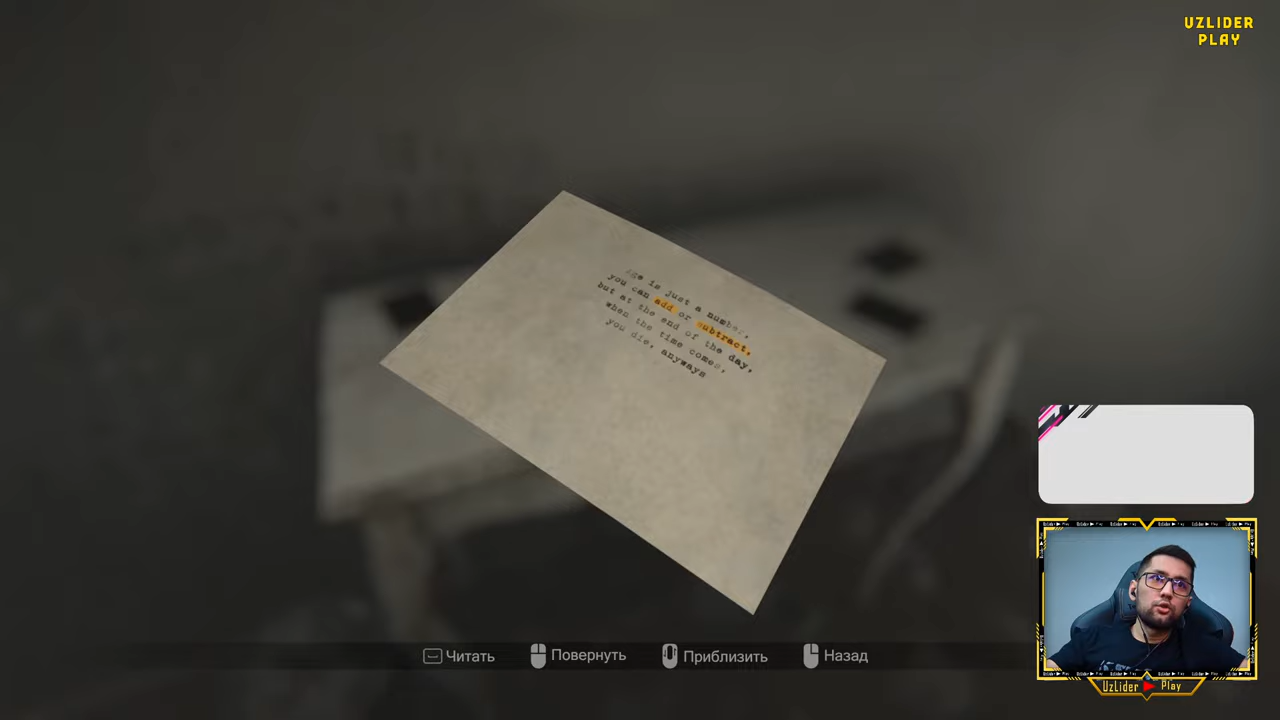 UZLIDER
PLAY
Age is just a number,
you can add or subtract,
but at the end of the day,
when the time comes,
you die, anyways
Читать
Повернуть
Приблизить
Назад
UzLider Play